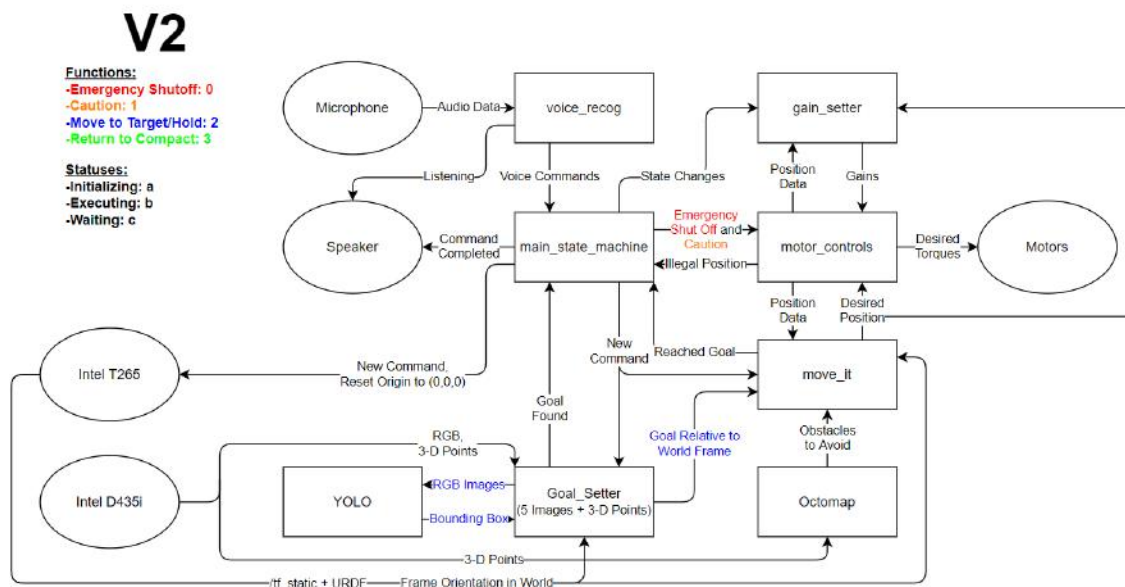 V2
Functions:
-Emergency Shutoff: 0
-Caution: 1
-Move to Target/Hold: 2
-Return to Compact: 3
Statuses:
-Initializing: a
-Executing: b
-Waiting: c
Microphone
Audio Data
voice_recog
gain_setter
Listening
Voice Commands
State Changes
Position
Data
Gains
Speaker
Command
Completed
main_state_machine
Emergency
Shut Off and
Caution
Illegal Position
motor_controls
Desired
Torques
Motors
Position
Data
Desired
Position
Intel T265
New Command,
Reset Origin to (0,0,0)
New
Command
Reached Goal
move_it
Goal
Found
Goal Relative to
World Frame
Obstacles
to Avoid
Intel D435i
RGB,
3-D Points
YOLO
RGB Images
Bounding Box
Goal_Setter
(5 Images + 3-D Points)
Octomap
3-D Points
/tf_static + URDF
Frame Orientation in World